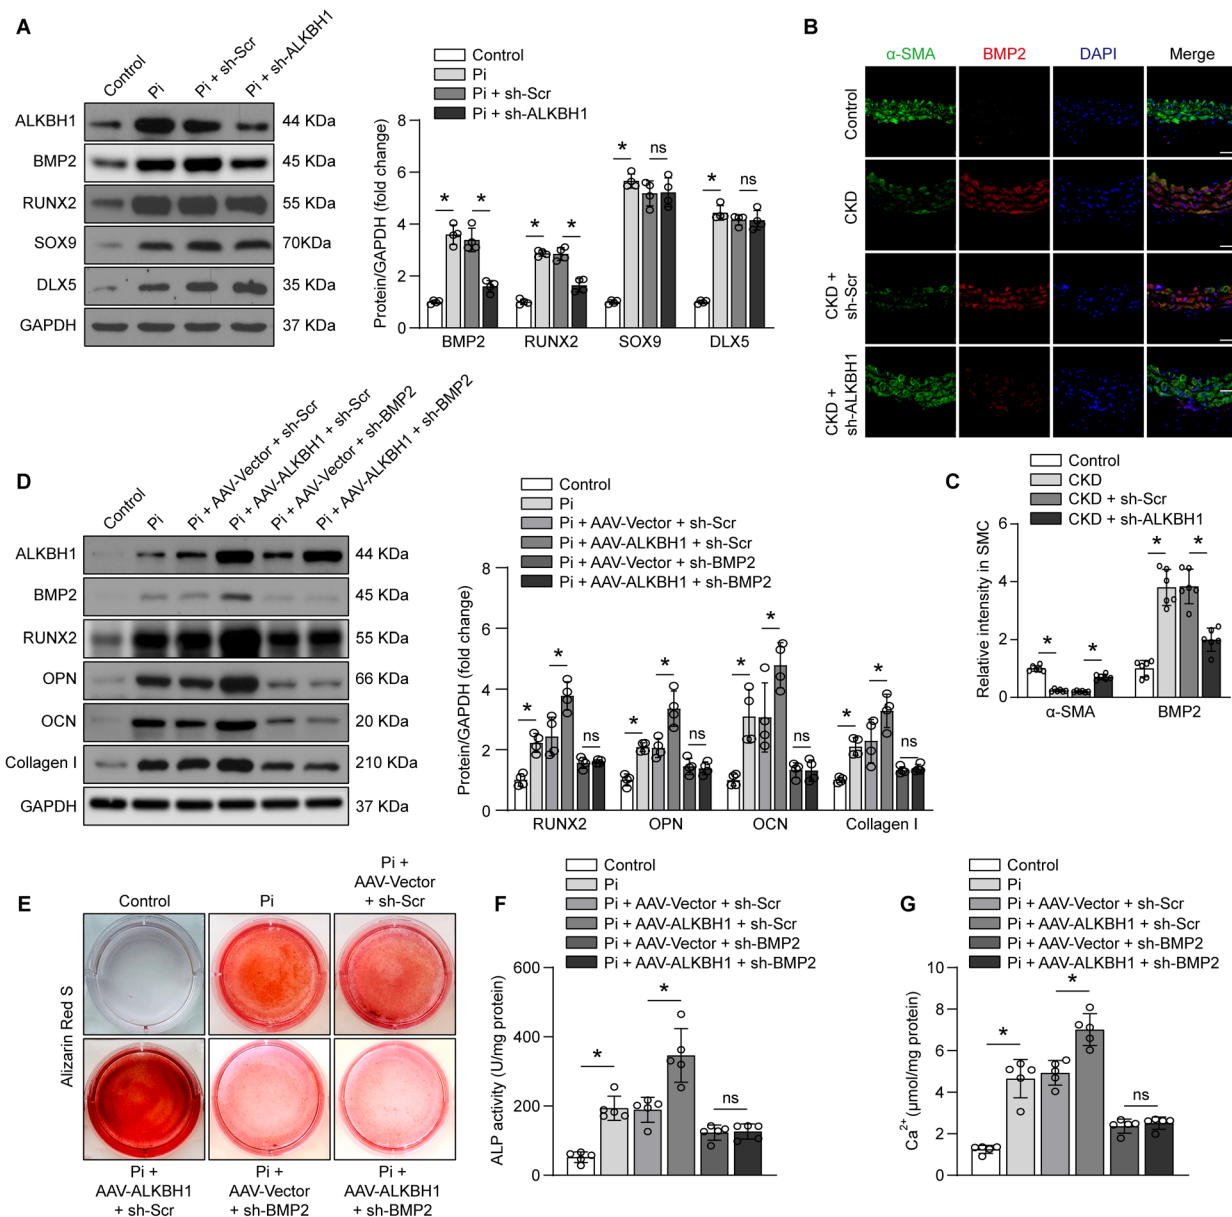 A
Control
Pi
Pi + sh-Scr
Pi + sh-ALKBH1
ALKBH1
44 KDa
BMP2
45 KDa
RUNX2
55 KDa
SOX9
70KDa
DLX5
35 KDa
GAPDH
37 KDa
Control
Pi
Pi + sh-Scr
Pi + sh-ALKBH1
Protein/GAPDH (fold change)
8
6
4
2
0
* * * * * ns * ns
BMP2 RUNX2 SOX9 DLX5
B
α-SMA BMP2 DAPI Merge
Control
CKD
CKD +
sh-Scr
CKD +
sh-ALKBH1
C
Control
CKD
CKD + sh-Scr
CKD + sh-ALKBH1
Relative intensity in SMC
6
4
2
0
* * * *
α-SMA BMP2
D
Control
Pi
Pi + AAV-Vector + sh-Scr
Pi + AAV-ALKBH1 + sh-Scr
Pi + AAV-Vector + sh-BMP2
Pi + AAV-ALKBH1 + sh-BMP2
ALKBH1
44 KDa
BMP2
45 KDa
RUNX2
55 KDa
OPN
66 KDa
OCN
20 KDa
Collagen I
210 KDa
GAPDH
37 KDa
Control
Pi
Pi + AAV-Vector + sh-Scr
Pi + AAV-ALKBH1 + sh-Scr
Pi + AAV-Vector + sh-BMP2
Pi + AAV-ALKBH1 + sh-BMP2
Protein/GAPDH (fold change)
8
6
4
2
0
* * ns * * ns * * ns * * ns
RUNX2 OPN OCN Collagen I
E
Alizarin Red S
Control
Pi
Pi +
AAV-Vector
+ sh-Scr
Pi +
AAV-ALKBH1
+ sh-Scr
Pi +
AAV-Vector
+ sh-BMP2
Pi +
AAV-ALKBH1
+ sh-BMP2
F
Control
Pi
Pi + AAV-Vector + sh-Scr
Pi + AAV-ALKBH1 + sh-Scr
Pi + AAV-Vector + sh-BMP2
Pi + AAV-ALKBH1 + sh-BMP2
ALP activity (U/mg protein)
600
400
200
0
* * ns
G
Control
Pi
Pi + AAV-Vector + sh-Scr
Pi + AAV-ALKBH1 + sh-Scr
Pi + AAV-Vector + sh-BMP2
Pi + AAV-ALKBH1 + sh-BMP2
Ca²⁺ (μmol/mg protein)
10
8
6
4
2
0
* * ns